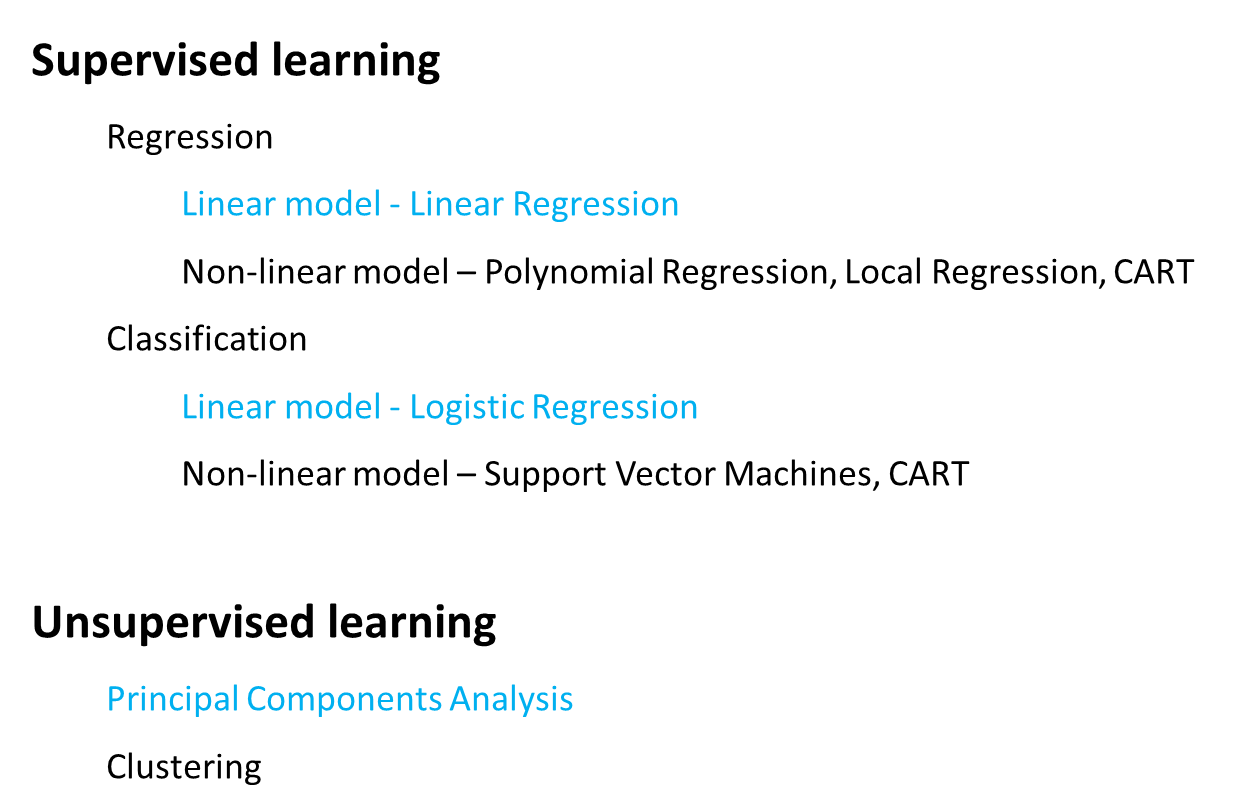 Supervised learning
Regression
Linear model - Linear Regression
Non-linear model – Polynomial Regression, Local Regression, CART
Classification
Linear model - Logistic Regression
Non-linear model – Support Vector Machines, CART
Unsupervised learning
Principal Components Analysis
Clustering